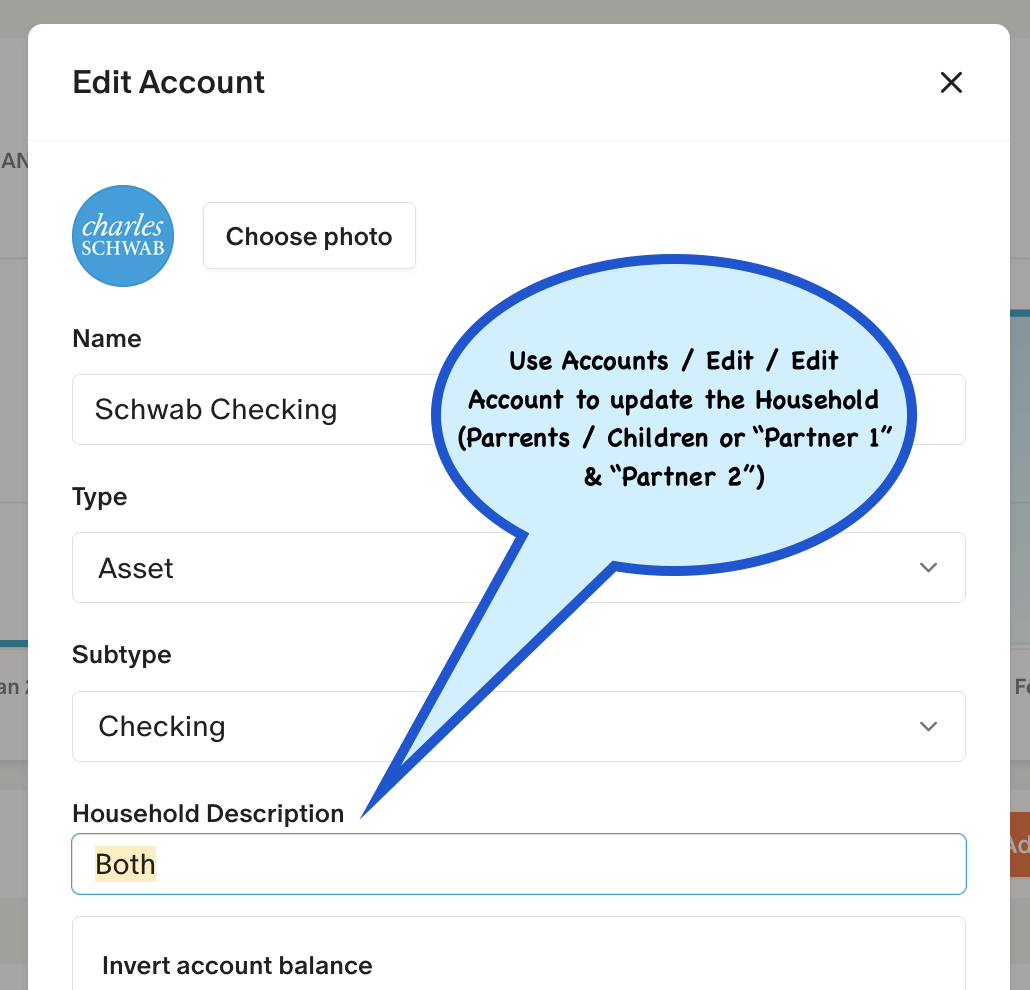 Edit Account
AN
charles
SCHWAB
Choose photo
Name
Schwab Checking
Use Accounts / Edit / Edit
Account to update the Household
(Parrents / Children or “Partner 1”
& “Partner 2”)
Type
Asset
Subtype
an 2
Fe
Checking
Household Description
Ad
Both
Invert account balance